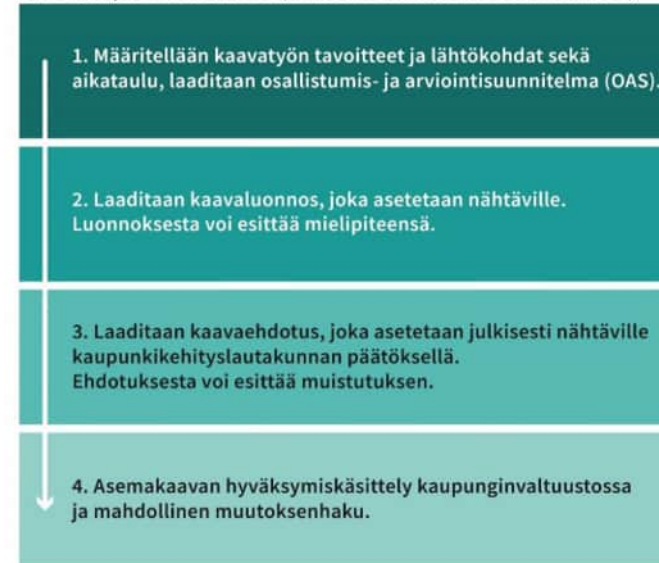 1. Määritellään kaavatyön tavoitteet ja lähtökohdat sekä
aikataulu, laaditaan osallistumis- ja arviointisuunnitelma (OAS).
2. Laaditaan kaavaluonnos, joka asetetaan nähtäville.
Luonnoksesta voi esittää mielipiteensä.
3. Laaditaan kaavaehdotus, joka asetetaan julkisesti nähtäville
kaupunkikehityslautakunnan päätöksellä.
Ehdotuksesta voi esittää muistutuksen.
4. Asemakaavan hyväksymiskäsittely kaupunginvaltuustossa
ja mahdollinen muutoksenhaku.